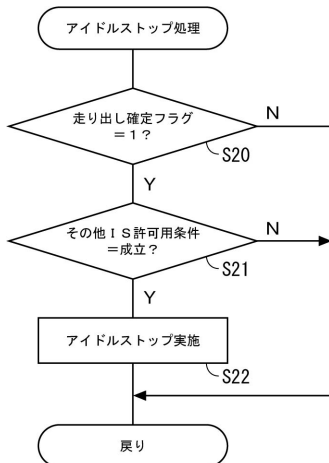 アイドルストップ処理
走り出し確定フラグ
＝1？
N
S20
Y
その他ＩＳ許可用条件
＝成立？
N
S21
Y
アイドルストップ実施
S22
戻り